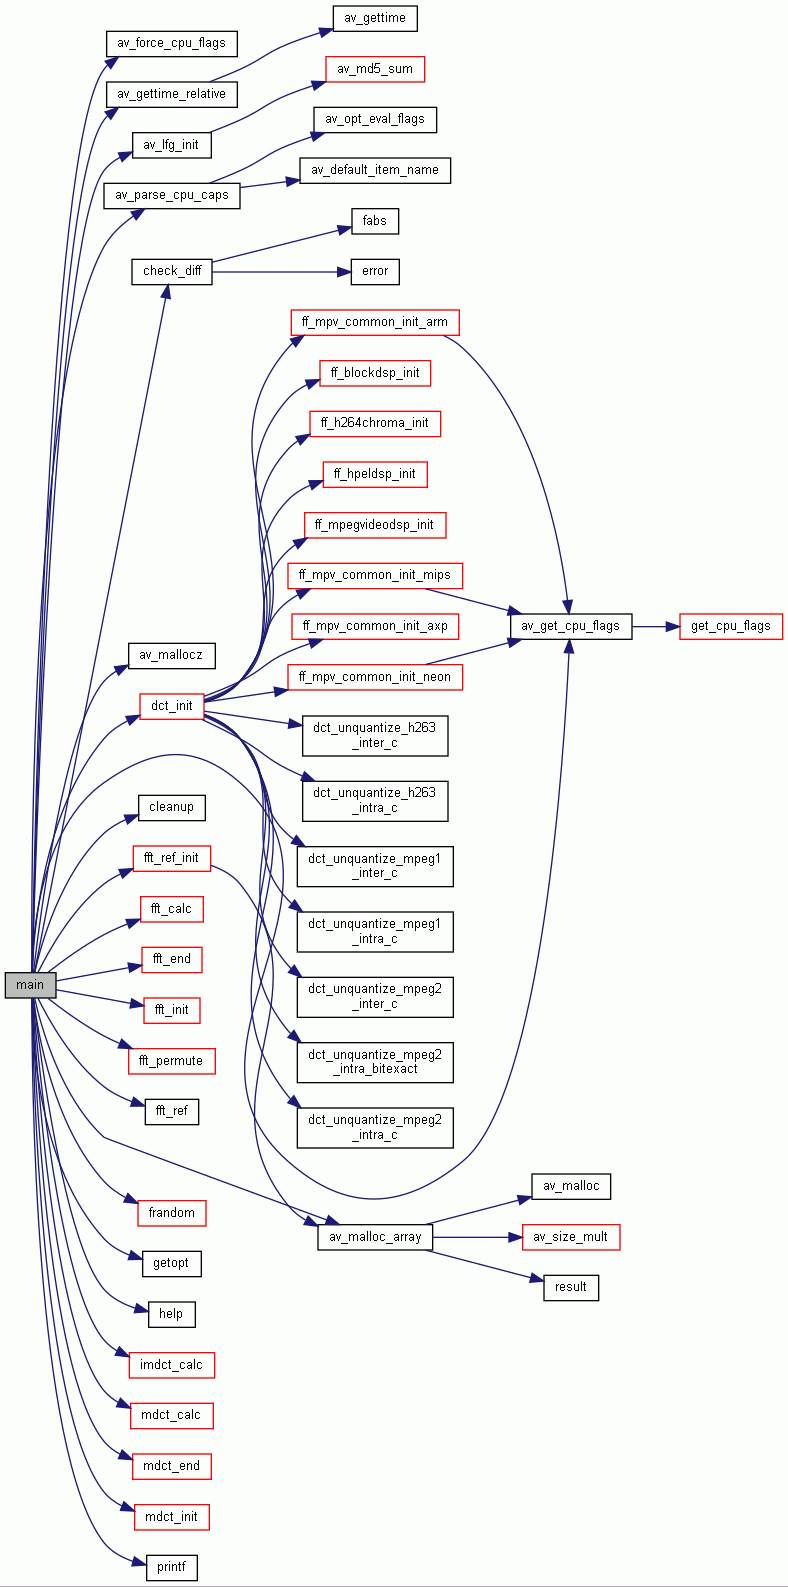 av_gettime
av_force_cpu_flags
av_md5_sum
av_gettime_relative
av_opt_eval_flags
av_lfg_init
av_default_item_name
av_parse_cpu_caps
fabs
check_diff
error
ff_mpv_common_init_arm
ff_blockdsp_init
ff_h264chroma_init
ff_hpeldsp_init
ff_mpegvideodsp_init
ff_mpv_common_init_mips
ff_mpv_common_init_axp
av_get_cpu_flags
get_cpu_flags
av_mallocz
ff_mpv_common_init_neon
dct_init
dct_unquantize_h263
_inter_c
dct_unquantize_h263
_intra_c
cleanup
fft_ref_init
dct_unquantize_mpeg1
_inter_c
fft_calc
dct_unquantize_mpeg1
_intra_c
fft_end
main
dct_unquantize_mpeg2
_inter_c
fft_init
fft_permute
dct_unquantize_mpeg2
_intra_bitexact
fft_ref
dct_unquantize_mpeg2
_intra_c
av_malloc
frandom
av_malloc_array
av_size_mult
getopt
result
help
imdct_calc
mdct_calc
mdct_end
mdct_init
printf